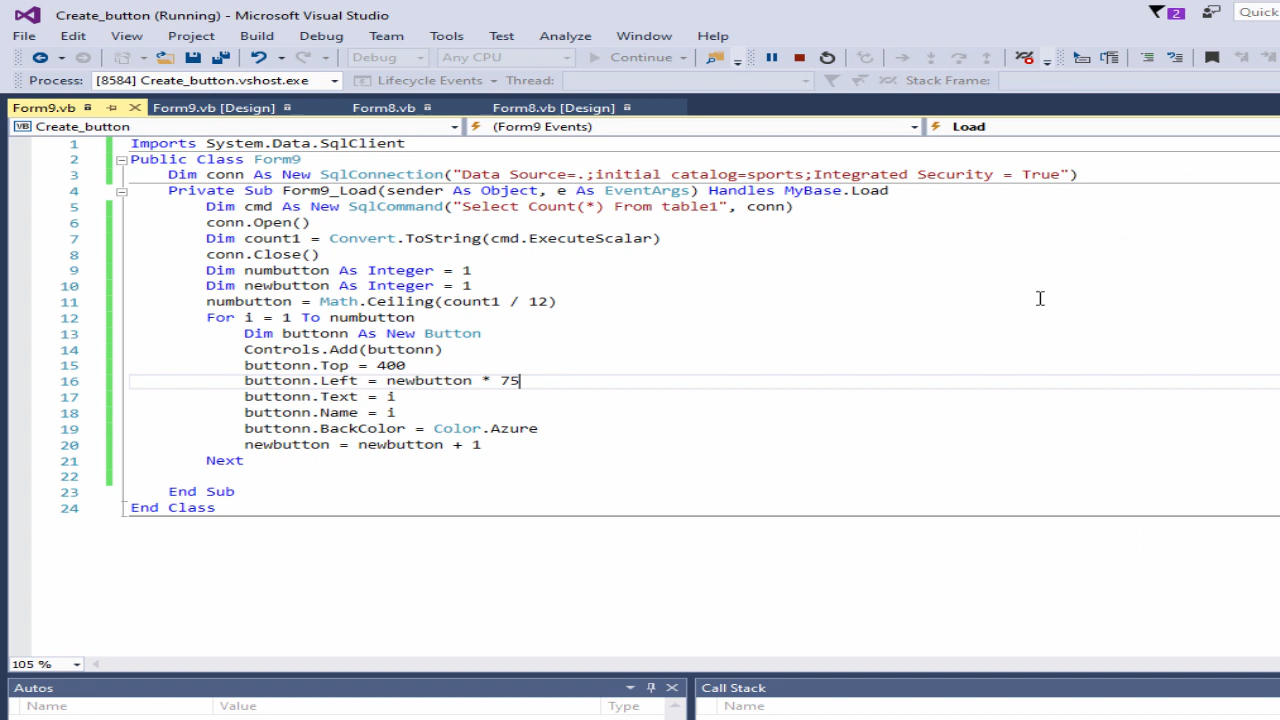 Create_button (Running) - Microsoft Visual Studio
2
Quick
File Edit View Project Build Debug Team Tools Test Analyze Window Help
Debug Any CPU Continue
Process: [8584] Create_button.vshost.exe Lifecycle Events Thread: Stack Frame:
Form9.vb Form9.vb [Design] Form8.vb Form8.vb [Design]
VB Create_button (Form9 Events) Load
1 Imports System.Data.SqlClient
2 Public Class Form9
3 Dim conn As New SqlConnection("Data Source=.;initial catalog=sports;Integrated Security = True")
4 Private Sub Form9_Load(sender As Object, e As EventArgs) Handles MyBase.Load
5 Dim cmd As New SqlCommand("Select Count(*) From table1", conn)
6 conn.Open()
7 Dim count1 = Convert.ToString(cmd.ExecuteScalar)
8 conn.Close()
9 Dim numbutton As Integer = 1
10 Dim newbutton As Integer = 1
11 numbutton = Math.Ceiling(count1 / 12)
12 For i = 1 To numbutton
13 Dim buttonn As New Button
14 Controls.Add(buttonn)
15 buttonn.Top = 400
16 buttonn.Left = newbutton * 75
17 buttonn.Text = i
18 buttonn.Name = i
19 buttonn.BackColor = Color.Azure
20 newbutton = newbutton + 1
21 Next
22
23 End Sub
24 End Class
105 %
Autos Call Stack
Name Value Type Name